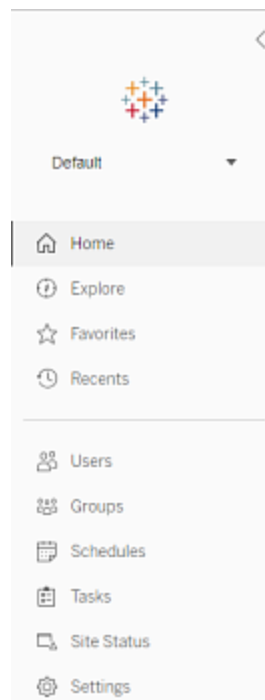 Default
Home
Explore
Favorites
Recents
Users
Groups
Schedules
Tasks
Site Status
Settings